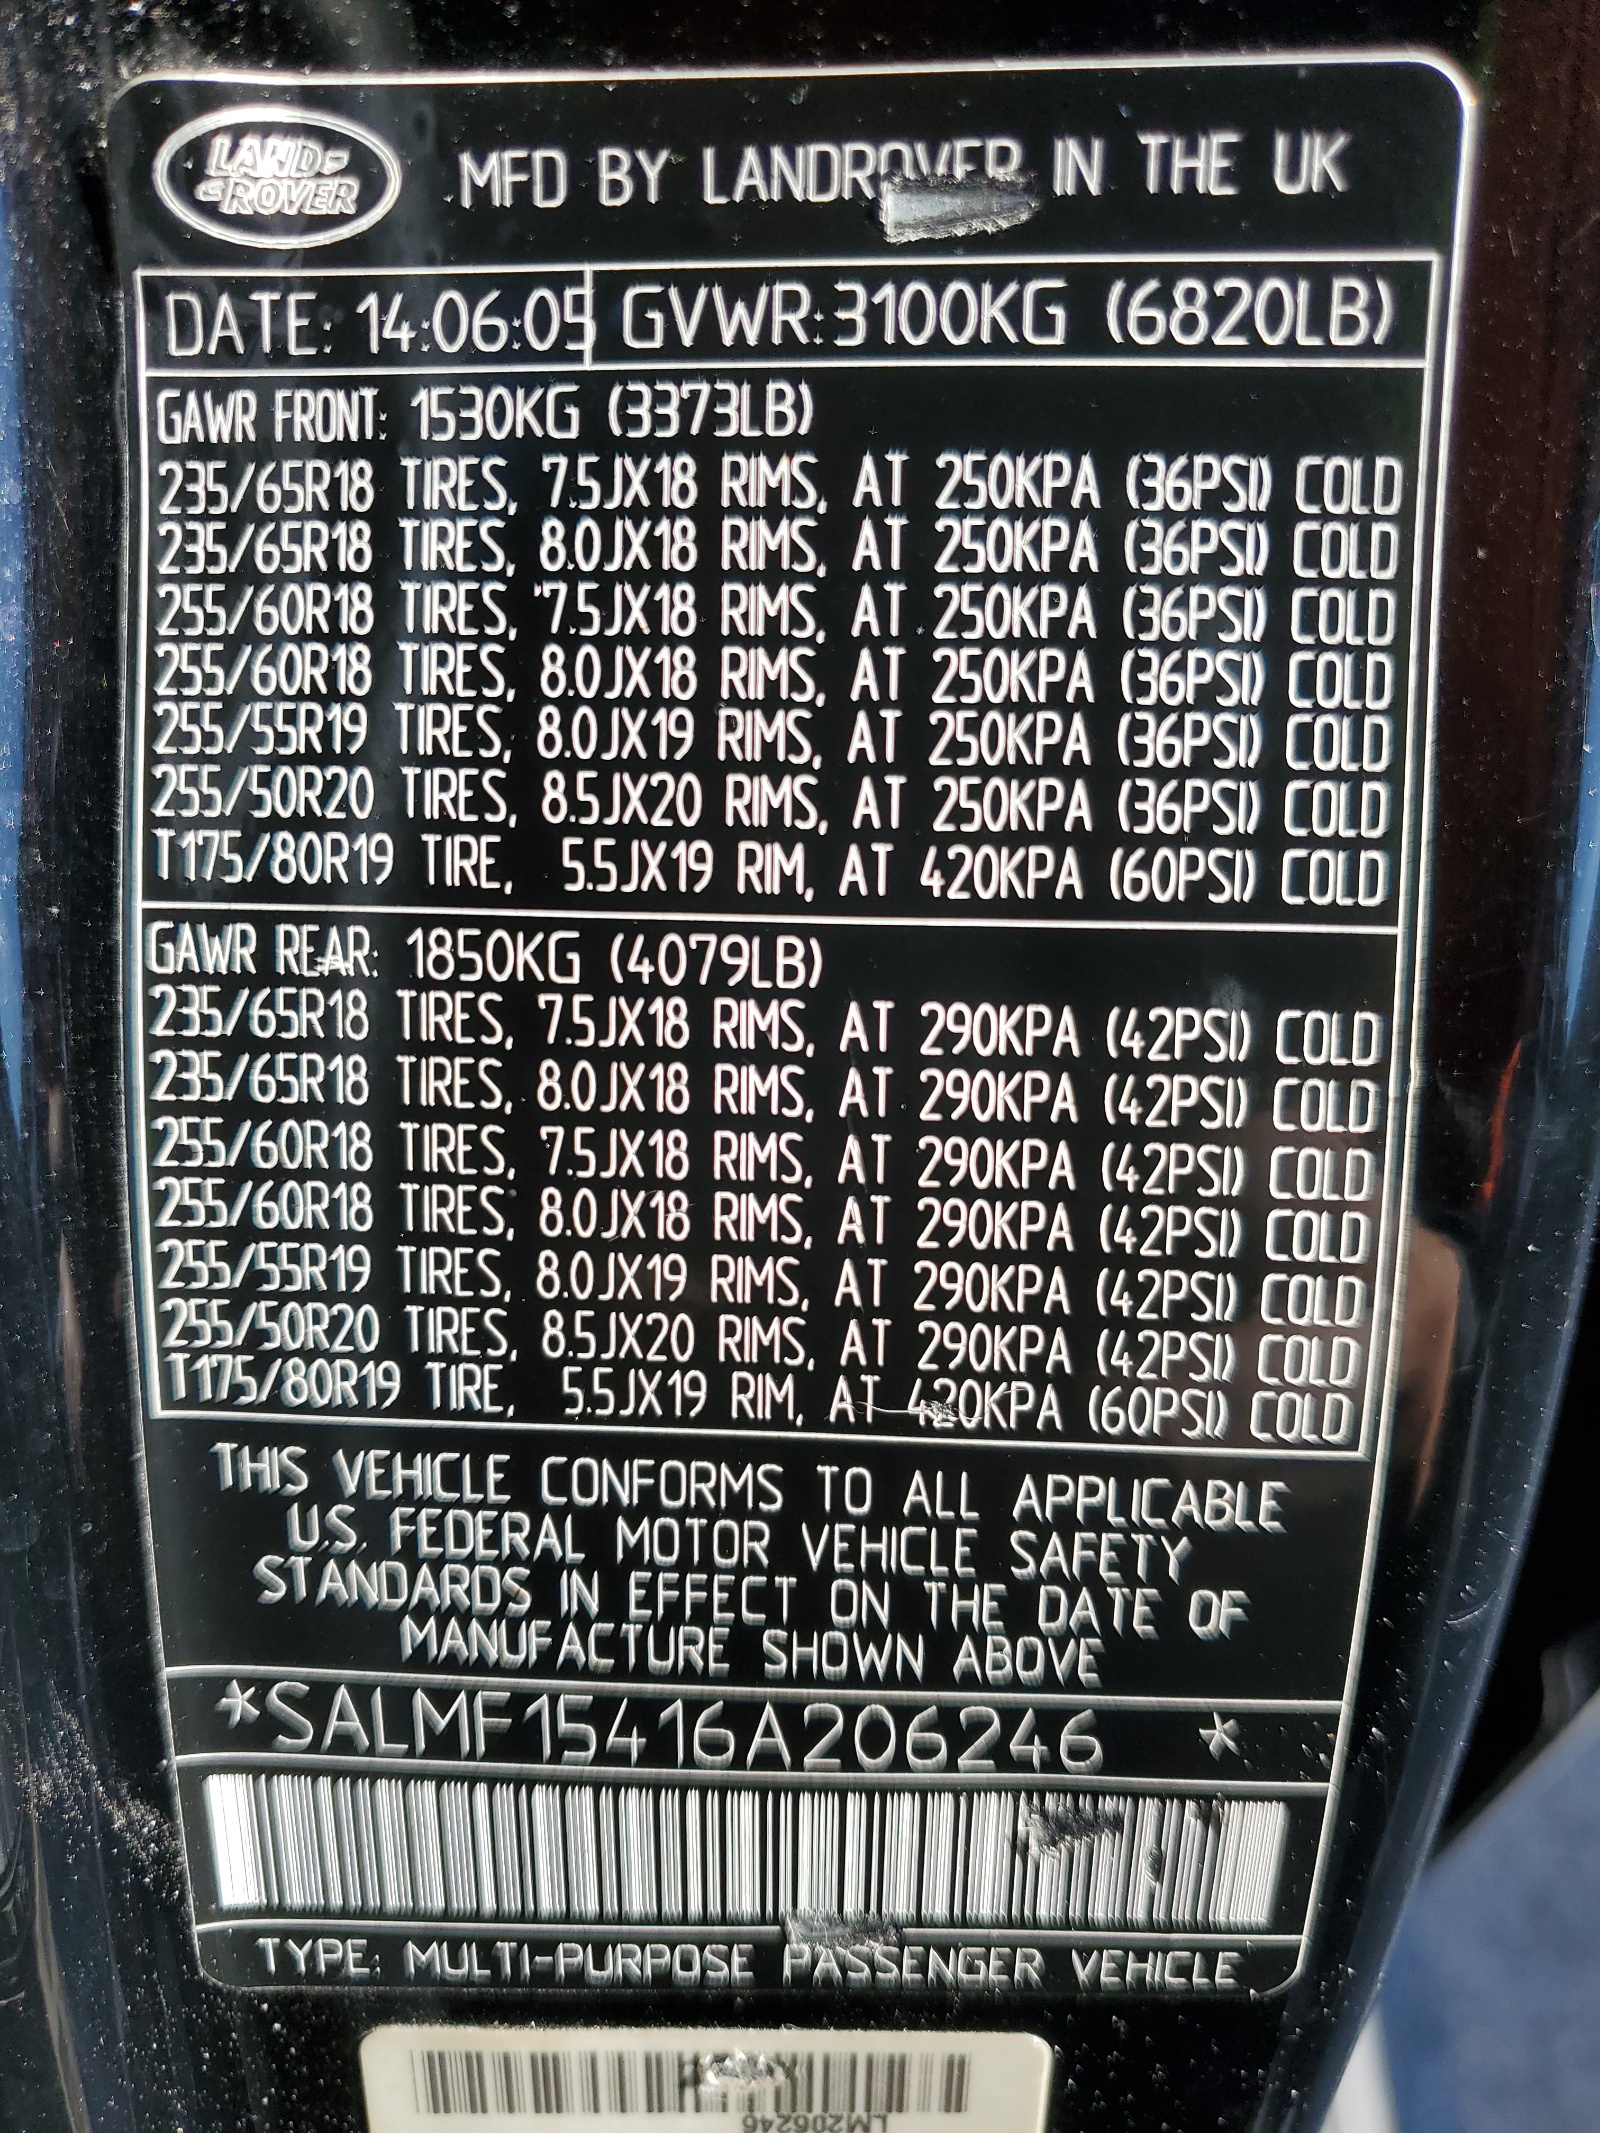 LAND-
ROVER
MFD BY LANDROVER IN THE UK
DATE: 14:06:05 GVWR:3100KG (6820LB)
GAWR FRONT: 1530KG (3373LB)
235/65R18 TIRES, 7.5JX18 RIMS, AT 250KPA (36PSI) COLD
235/65R18 TIRES, 8.0JX18 RIMS, AT 250KPA (36PSI) COLD
255/60R18 TIRES, 7.5JX18 RIMS, AT 250KPA (36PSI) COLD
255/60R18 TIRES, 8.0JX18 RIMS, AT 250KPA (36PSI) COLD
255/55R19 TIRES, 8.0JX19 RIMS, AT 250KPA (36PSI) COLD
255/50R20 TIRES, 8.5JX20 RIMS, AT 250KPA (36PSI) COLD
T175/80R19 TIRE, 5.5JX19 RIM, AT 420KPA (60PSI) COLD
GAWR REAR: 1850KG (4079LB)
235/65R18 TIRES, 7.5JX18 RIMS, AT 290KPA (42PSI) COLD
235/65R18 TIRES, 8.0JX18 RIMS, AT 290KPA (42PSI) COLD
255/60R18 TIRES, 7.5JX18 RIMS, AT 290KPA (42PSI) COLD
255/60R18 TIRES, 8.0JX18 RIMS, AT 290KPA (42PSI) COLD
255/55R19 TIRES, 8.0JX19 RIMS, AT 290KPA (42PSI) COLD
255/50R20 TIRES, 8.5JX20 RIMS, AT 290KPA (42PSI) COLD
T175/80R19 TIRE, 5.5JX19 RIM, AT 420KPA (60PSI) COLD
THIS VEHICLE CONFORMS TO ALL APPLICABLE
U.S. FEDERAL MOTOR VEHICLE SAFETY
STANDARDS IN EFFECT ON THE DATE OF
MANUFACTURE SHOWN ABOVE
*SALMF15416A206246 *
TYPE: MULTI-PURPOSE PASSENGER VEHICLE
LM206246